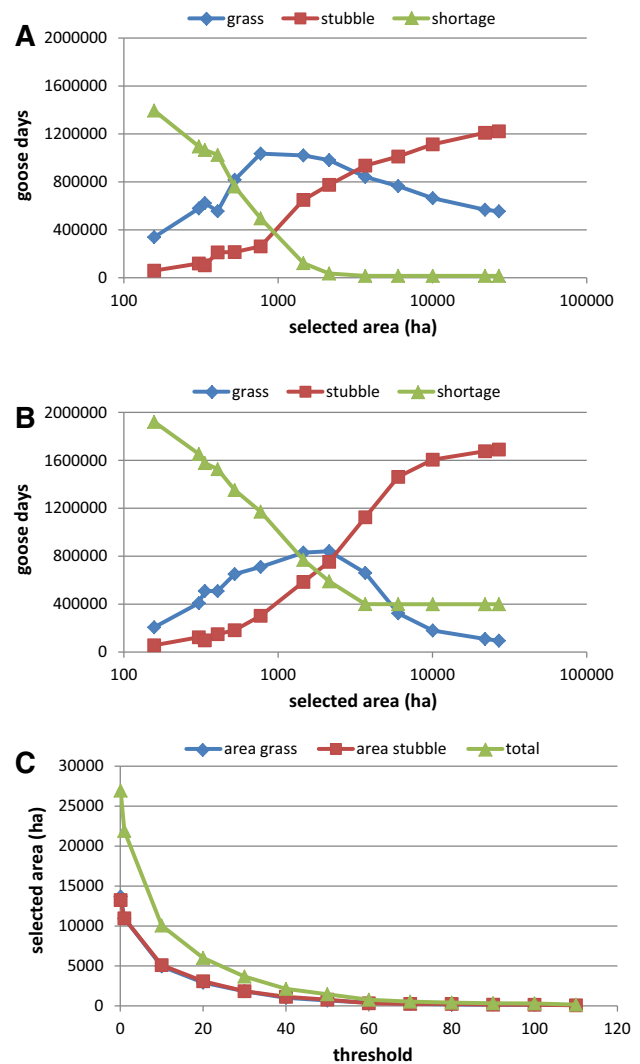 A
grass stubble shortage
2000000
1600000
1200000
800000
400000
0
goose days
100 1000 10000 100000
selected area (ha)
B
grass stubble shortage
2000000
1600000
1200000
800000
400000
0
goose days
100 1000 10000 100000
selected area (ha)
C
area grass area stubble total
30000
25000
20000
15000
10000
5000
0
selected area (ha)
0 20 40 60 80 100 120
threshold